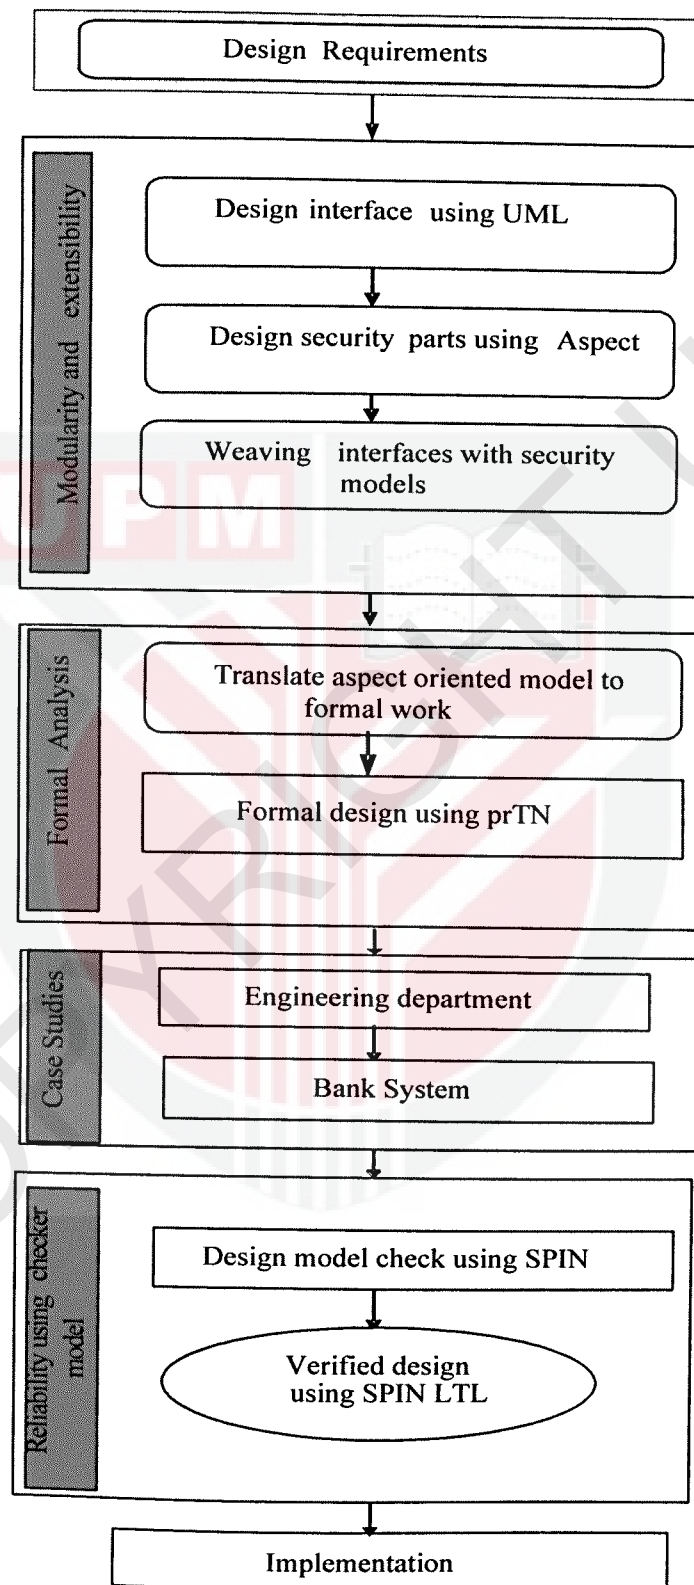 Design Requirements
Modularity and extensibility
Design interface using UML
Design security parts using Aspect
Weaving interfaces with security
models
UPM
Formal Analysis
Translate aspect oriented model to
formal work
Formal design using prTN
Case Studies
Engineering department
Bank System
Reliability using checker
model
Design model check using SPIN
Verified design
using SPIN LTL
Implementation
COPYRIGHT U